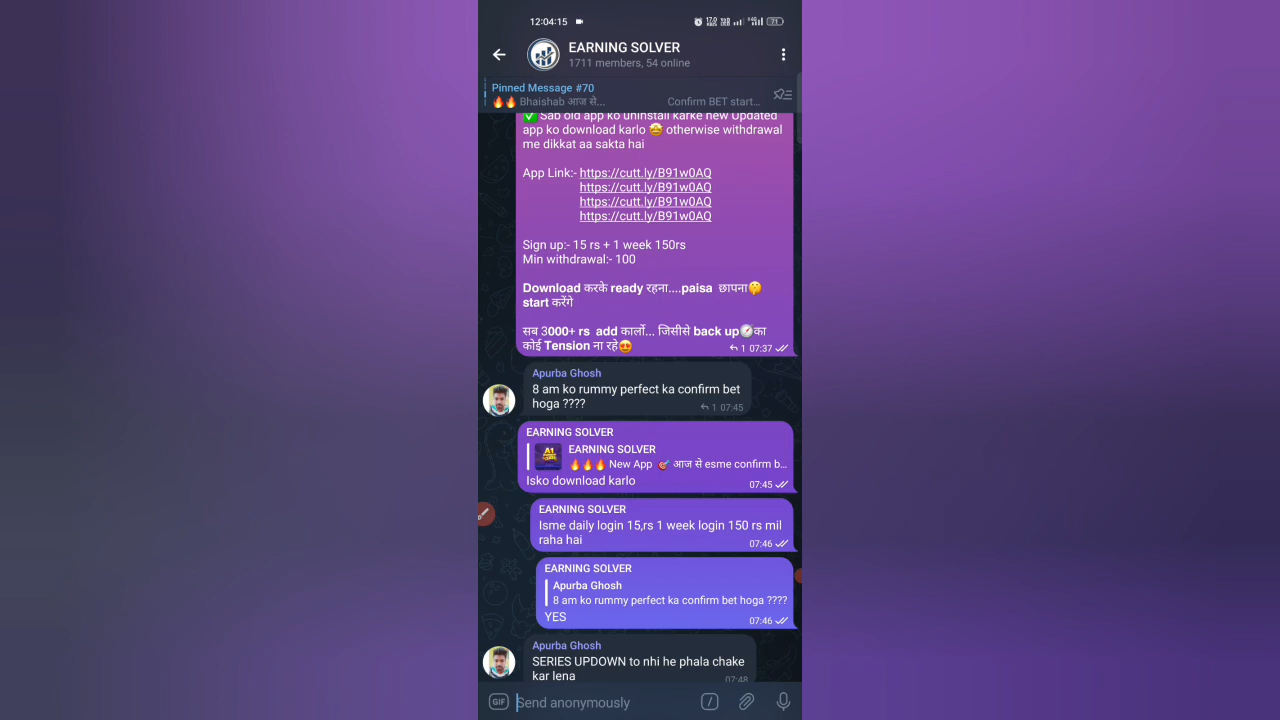 12:04:15
71
EARNING SOLVER
1711 members, 54 online
Pinned Message #70
🔥🔥 Bhaishab आज से... Confirm BET start...
✅ Sab old app ko uninstall karke new Updated
app ko download karlo 🤩 otherwise withdrawal
me dikkat aa sakta hai
App Link:- https://cutt.ly/B91w0AQ
https://cutt.ly/B91w0AQ
https://cutt.ly/B91w0AQ
https://cutt.ly/B91w0AQ
Sign up:- 15 rs + 1 week 150rs
Min withdrawal:- 100
Download करके ready रहना....paisa छापना🤫
start करेंगे
सब 3000+ rs add कार्लो... जिसीसे back up🧭का
कोई Tension ना रहे😍
1 07:37
Apurba Ghosh
8 am ko rummy perfect ka confirm bet
hoga ????
1 07:45
EARNING SOLVER
EARNING SOLVER
🔥🔥🔥 New App 🎯 आज से esme confirm b...
Isko download karlo
07:45
EARNING SOLVER
Isme daily login 15,rs 1 week login 150 rs mil
raha hai
07:46
EARNING SOLVER
Apurba Ghosh
8 am ko rummy perfect ka confirm bet hoga ????
YES
07:46
Apurba Ghosh
SERIES UPDOWN to nhi he phala chake
kar lena
07:48
GIF
Send anonymously